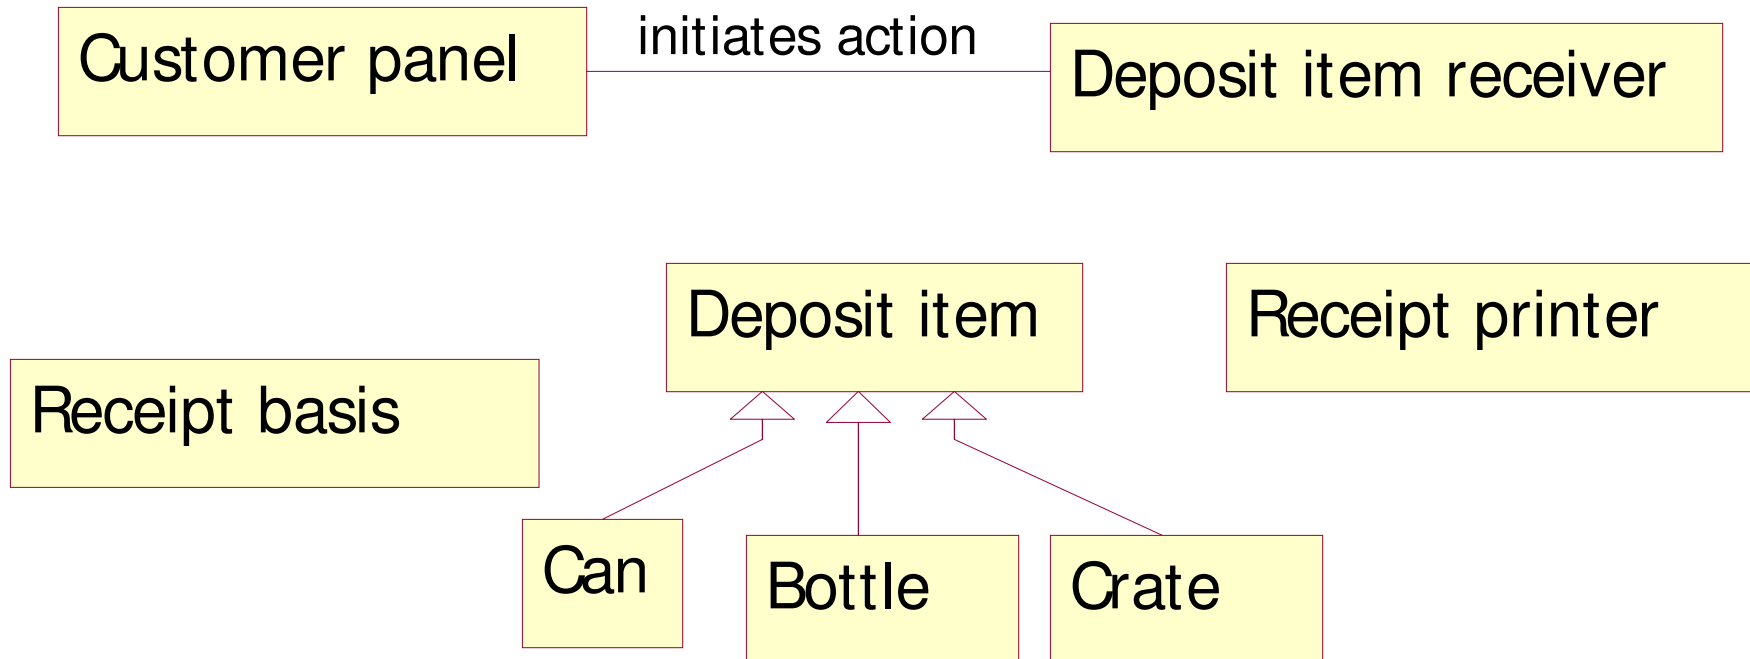 Customer panel
initiates action
Deposit item receiver
Deposit item
Receipt printer
Receipt basis
Can
Bottle
Crate